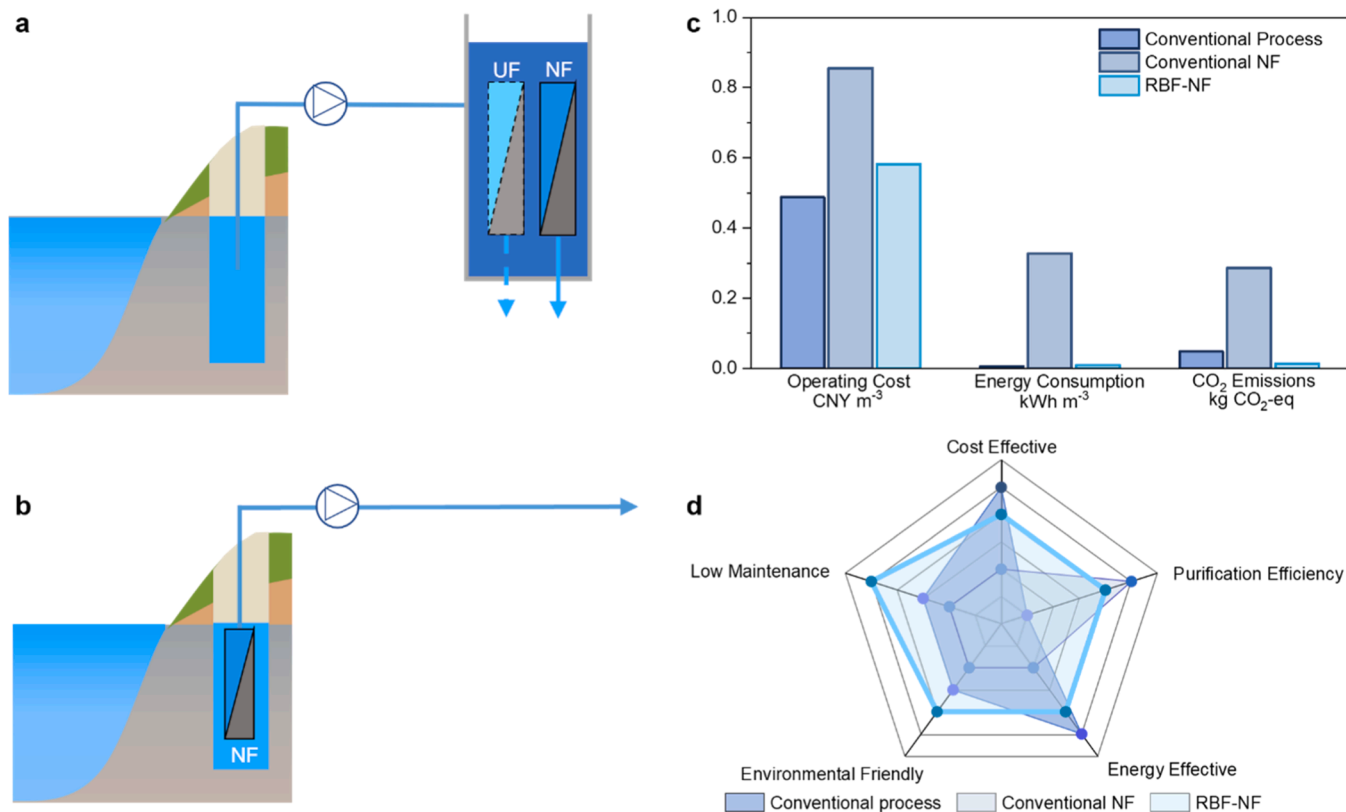 a
UF NF
b
NF
c
1.0
0.8
0.6
0.4
0.2
0.0
Conventional Process
Conventional NF
RBF-NF
Operating Cost
CNY m⁻³
Energy Consumption
kWh m⁻³
CO₂ Emissions
kg CO₂-eq
d
Cost Effective
Low Maintenance
Purification Efficiency
Environmental Friendly
Energy Effective
Conventional process
Conventional NF
RBF-NF